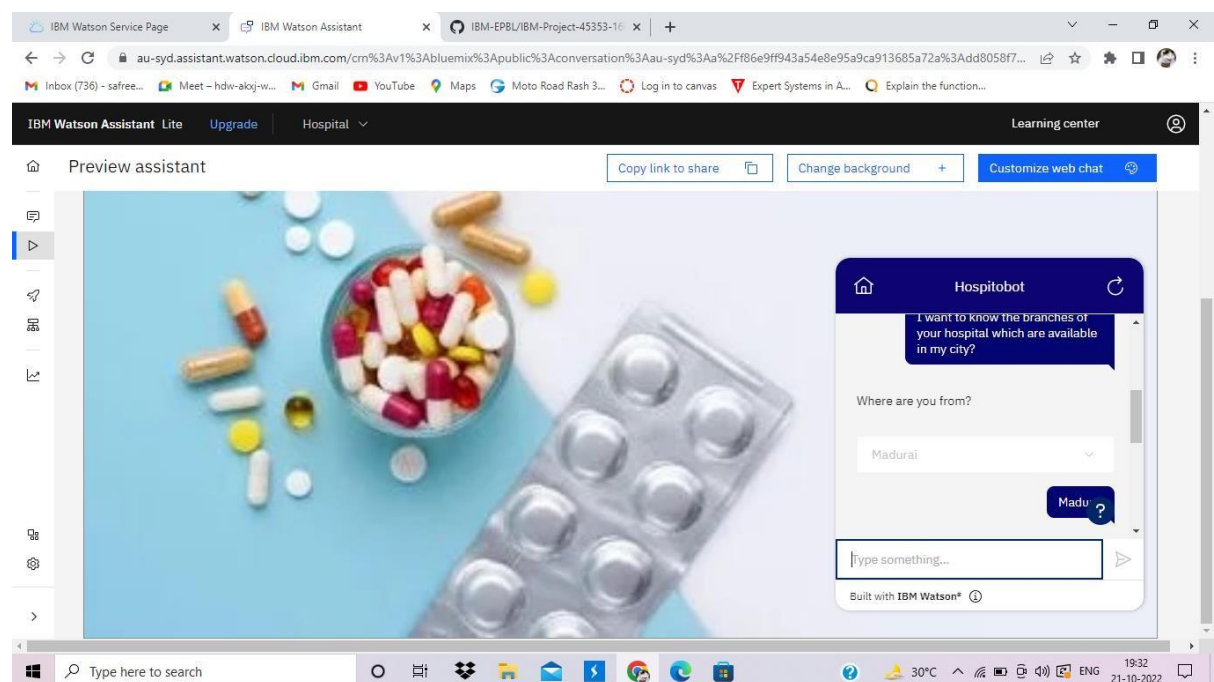 IBM Watson Service Page
IBM Watson Assistant
IBM-EPBL/IBM-Project-45353-16
au-syd.assistant.watson.cloud.ibm.com/crn%3Av1%3Abluemix%3Apublic%3Aconversation%3Aau-syd%3Aa%2Ff86e9ff943a54e8e95a9ca913685a72a%3Add8058f7...
Inbox (736) - safree...
Meet – hdw-akxj-w...
Gmail
YouTube
Maps
Moto Road Rash 3...
Log in to canvas
Expert Systems in A...
Explain the function...
IBM Watson Assistant Lite
Upgrade
Hospital
Learning center
Preview assistant
Copy link to share
Change background +
Customize web chat
Hospitobot
I want to know the branches of
your hospital which are available
in my city?
Where are you from?
Madurai
Madu
?
Type something...
Built with IBM Watson®
Type here to search
30°C
ENG
19:32
21-10-2022